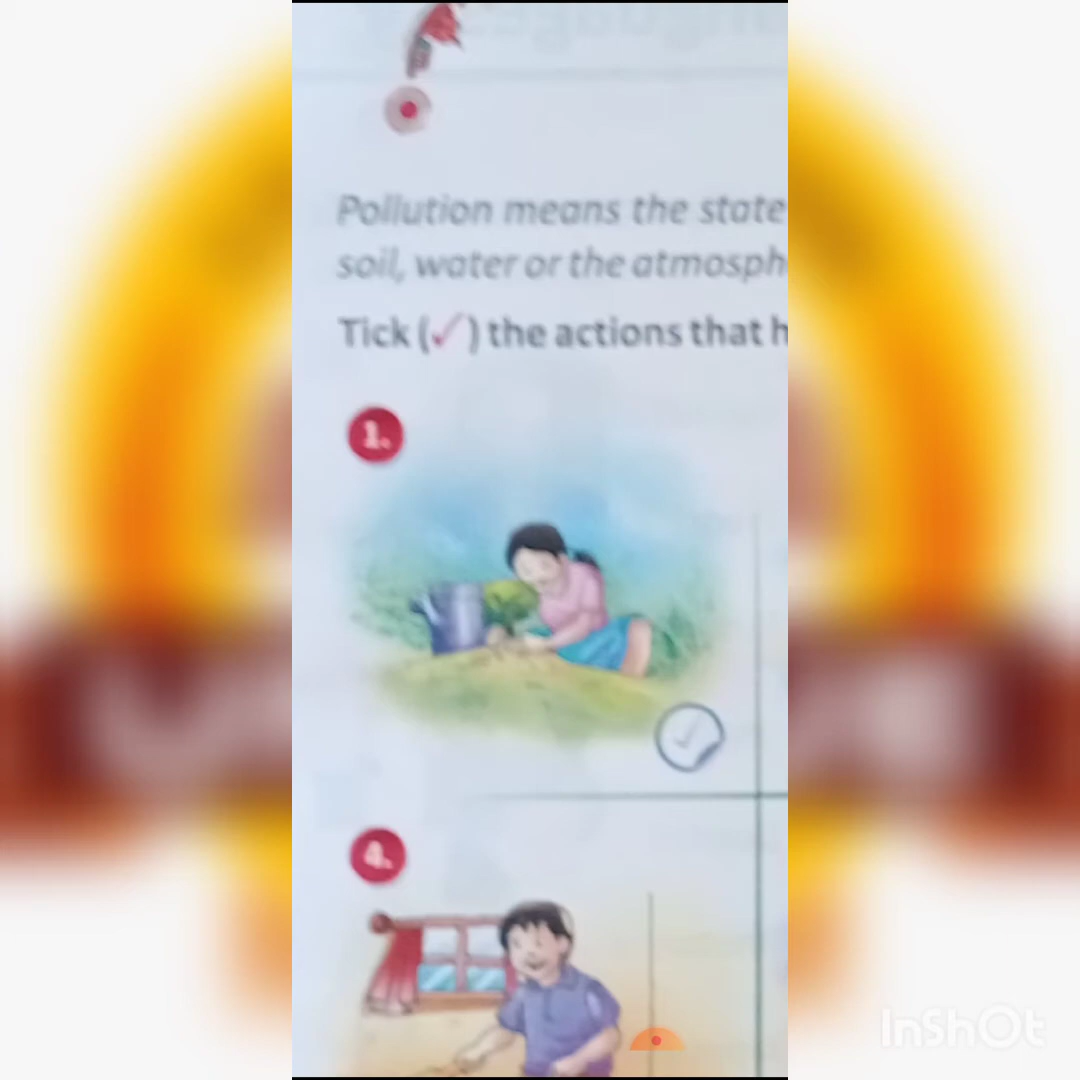 Pollution means the state
soil, water or the atmosph
Tick (✓) the actions that h
1.
4.
InShOt